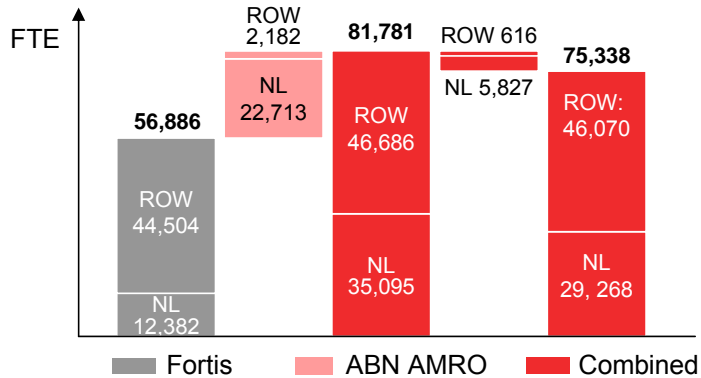 FTE
56,886
ROW
44,504
NL
12,382
ROW
2,182
NL
22,713
81,781
ROW
46,686
NL
35,095
ROW 616
NL 5,827
75,338
ROW:
46,070
NL
29, 268
Fortis
ABN AMRO
Combined